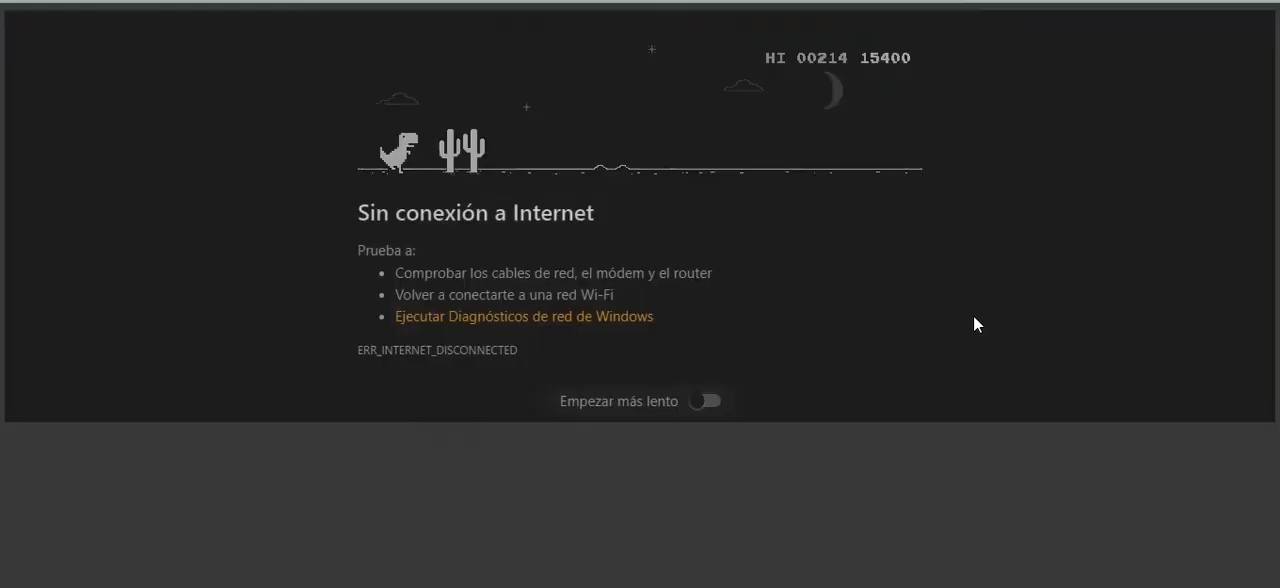 HI 00214 15400
Sin conexión a Internet
Prueba a:
Comprobar los cables de red, el módem y el router
Volver a conectarte a una red Wi-Fi
Ejecutar Diagnósticos de red de Windows
ERR_INTERNET_DISCONNECTED
Empezar más lento